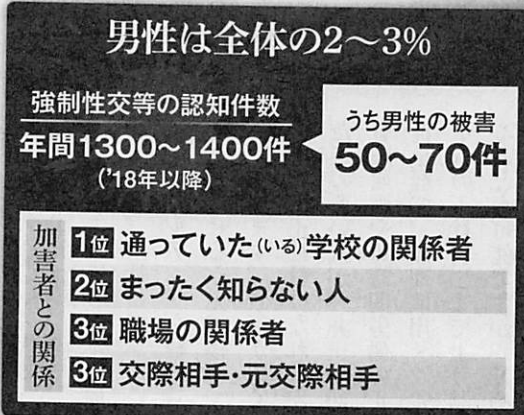 男性は全体の2〜3%
強制性交等の認知件数
年間1300〜1400件
('18年以降)
うち男性の被害
50〜70件
加害者との関係
1位 通っていた(いる)学校の関係者
2位 まったく知らない人
3位 職場の関係者
3位 交際相手・元交際相手